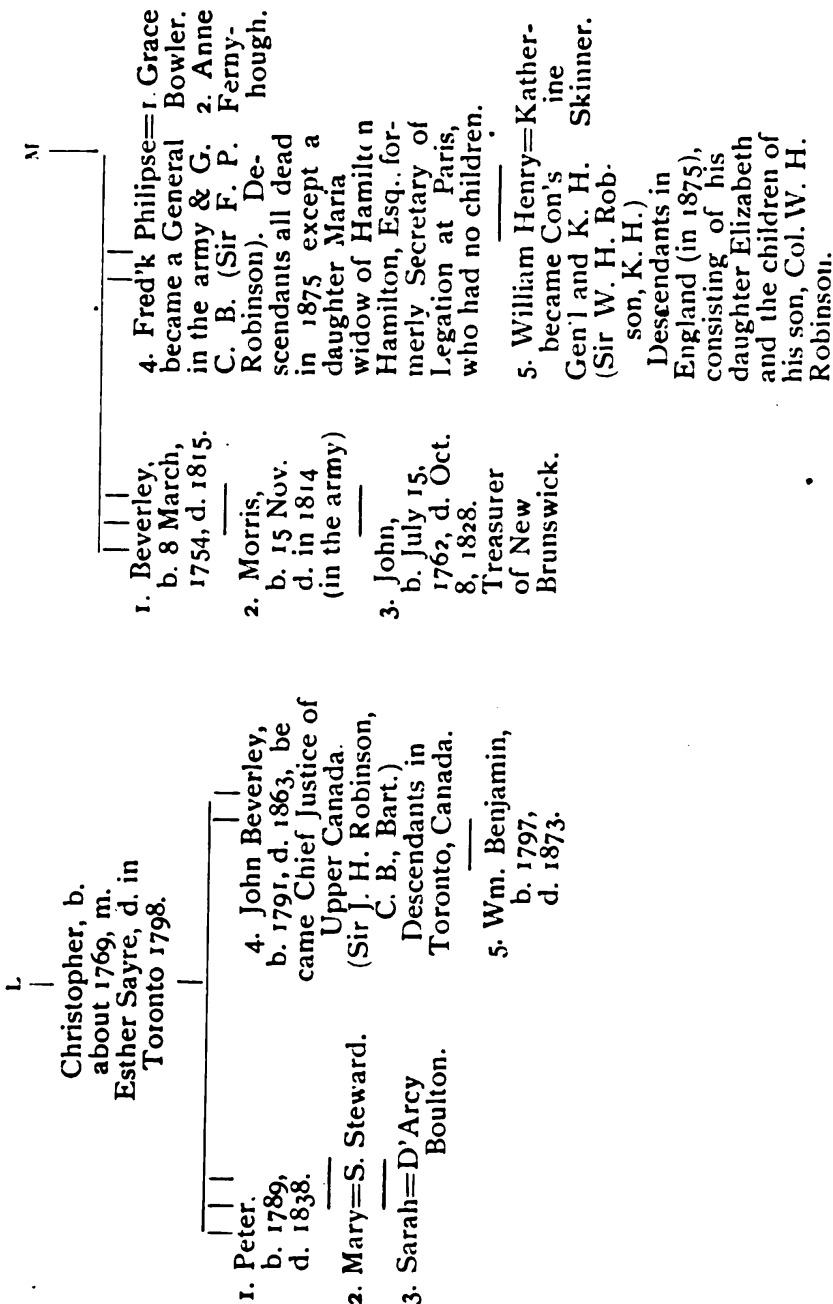 L
Christopher, b.
about 1769, m.
Esther Sayre, d. in
Toronto 1798.
1. Peter.
b. 1789,
d. 1838.
2. Mary=S. Steward.
3. Sarah=D'Arcy
Boulton.
4. John Beverley,
b. 1791, d. 1863, be
came Chief Justice of
Upper Canada.
(Sir J. H. Robinson,
C. B., Bart.)
Descendants in
Toronto, Canada.
5. Wm. Benjamin,
b. 1797,
d. 1873.
M
1. Beverley,
b. 8 March,
1754, d. 1815.
2. Morris,
b. 15 Nov.
d. in 1814
(in the army)
3. John,
b. July 15,
1762, d. Oct.
8, 1828.
Treasurer
of New
Brunswick.
4. Fred'k Philipse=1. Grace
became a General Bowler.
in the army & G. 2. Anne
C. B. (Sir F. P. Ferny-
Robinson). De- hough.
scendants all dead
in 1875 except a
daughter Maria
widow of Hamilton
Hamilton, Esq., for-
merly Secretary of
Legation at Paris,
who had no children.
5. William Henry=Kather-
became Con's ine
Gen'l and K. H. Skinner.
(Sir W. H. Rob-
son, K. H.)
Descendants in
England (in 1875),
consisting of his
daughter Elizabeth
and the children of
his son, Col. W. H.
Robinson.